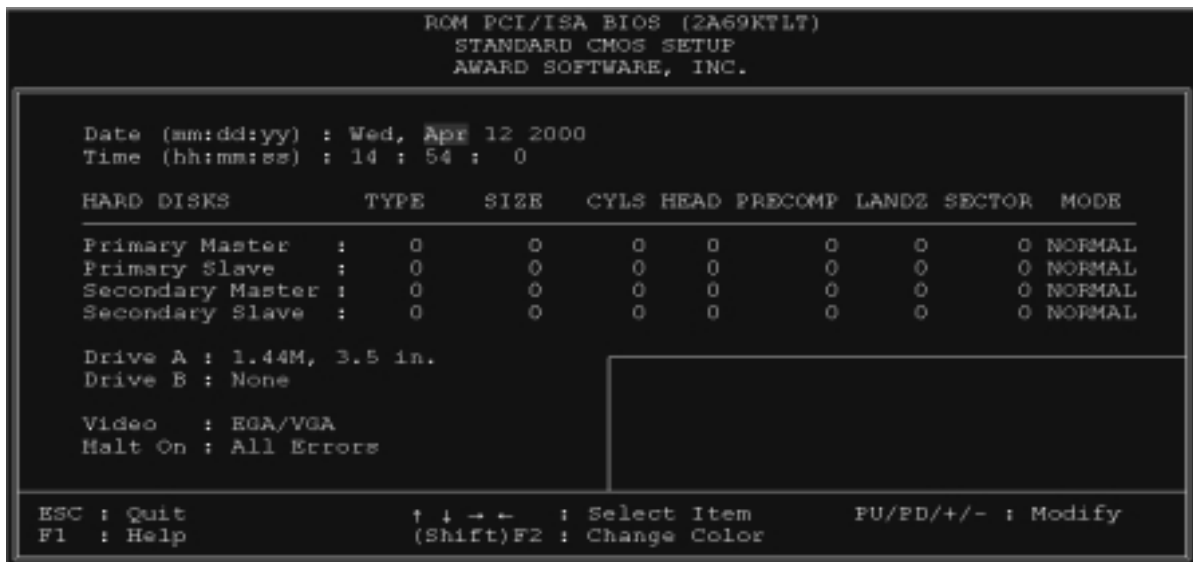 ROM PCI/ISA BIOS (2A69KTLT)
STANDARD CMOS SETUP
AWARD SOFTWARE, INC.
Date (mm:dd:yy) : Wed, Apr 12 2000
Time (hh:mm:ss) : 14 : 54 : 0
HARD DISKS TYPE SIZE CYLS HEAD PRECOMP LANDZ SECTOR MODE
Primary Master : 0 0 0 0 0 0 0 NORMAL
Primary Slave : 0 0 0 0 0 0 0 NORMAL
Secondary Master : 0 0 0 0 0 0 0 NORMAL
Secondary Slave : 0 0 0 0 0 0 0 NORMAL
Drive A : 1.44M, 3.5 in.
Drive B : None
Video : EGA/VGA
Halt On : All Errors
ESC : Quit ↑ ↓ → ← : Select Item PU/PD/+/- : Modify
F1 : Help (Shift)F2 : Change Color